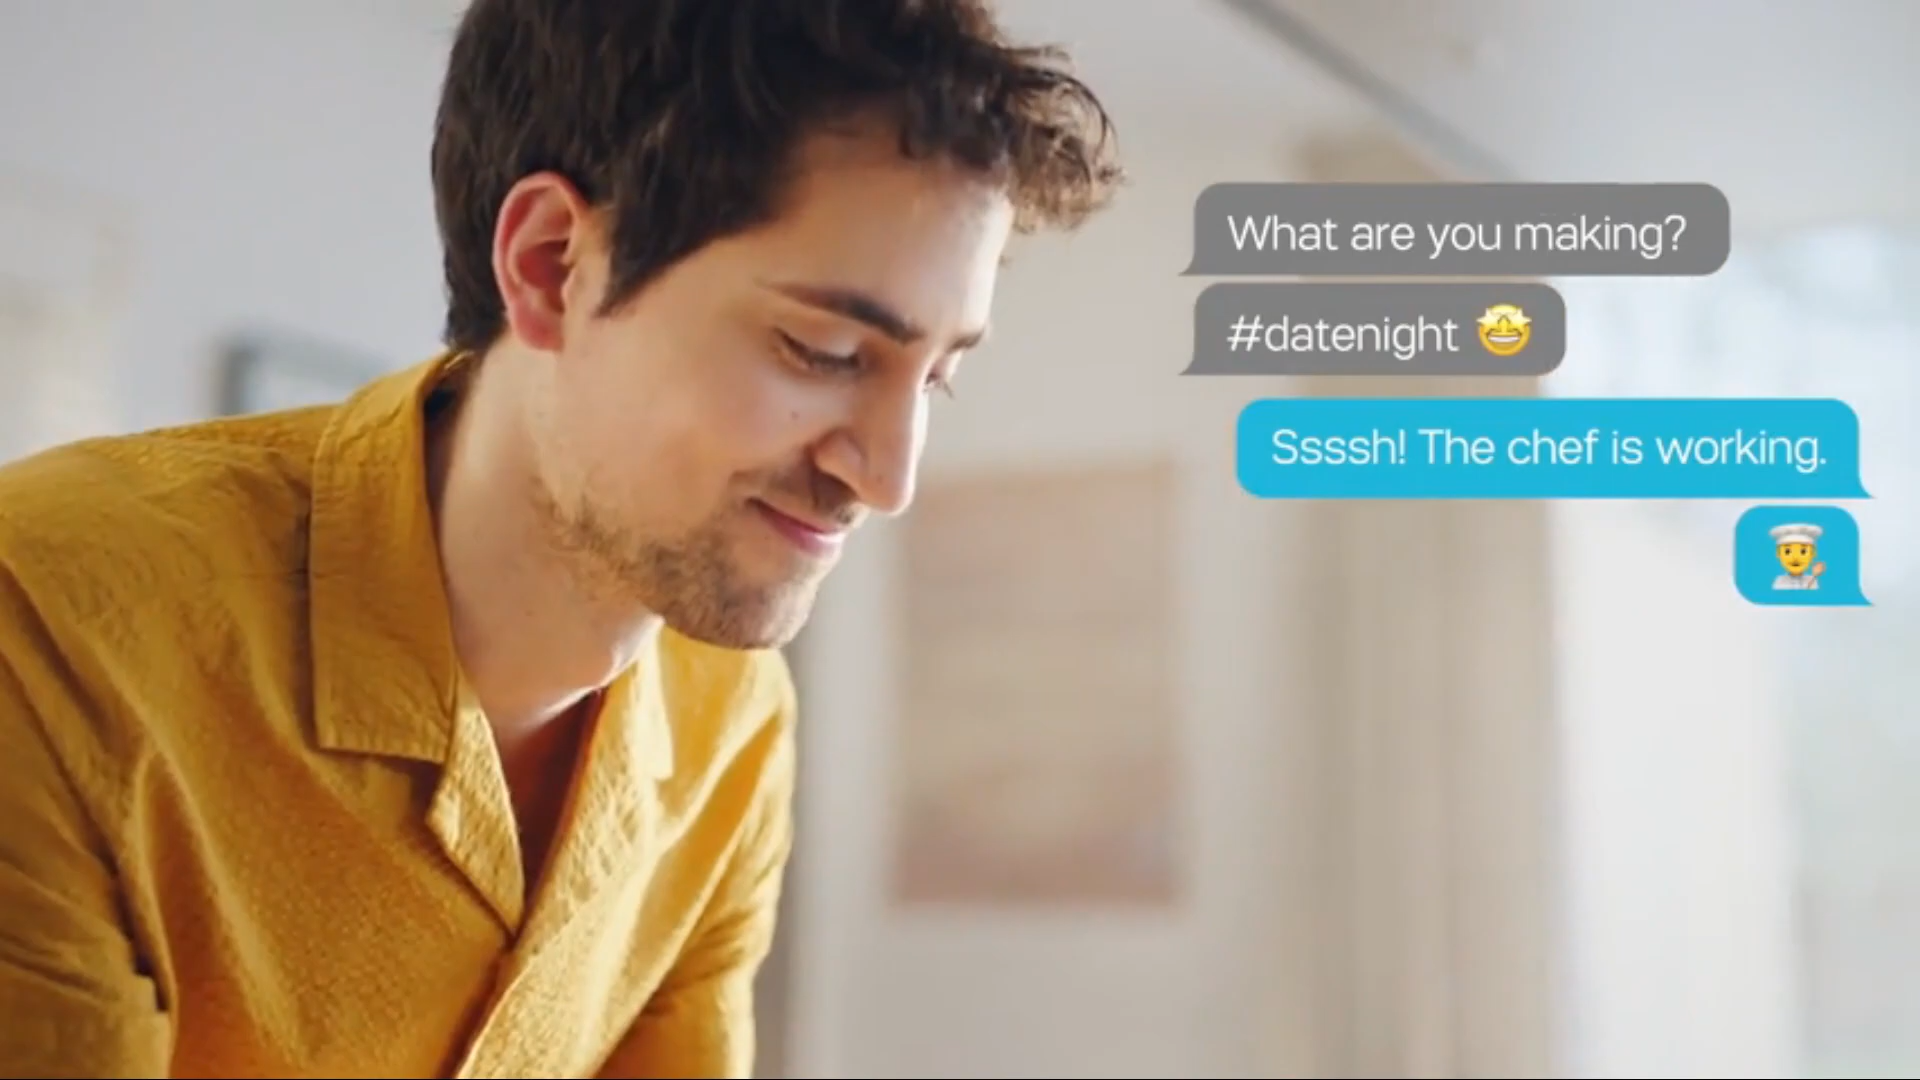 What are you making?
#datenight 🤩
Ssssh! The chef is working.
👨‍🍳